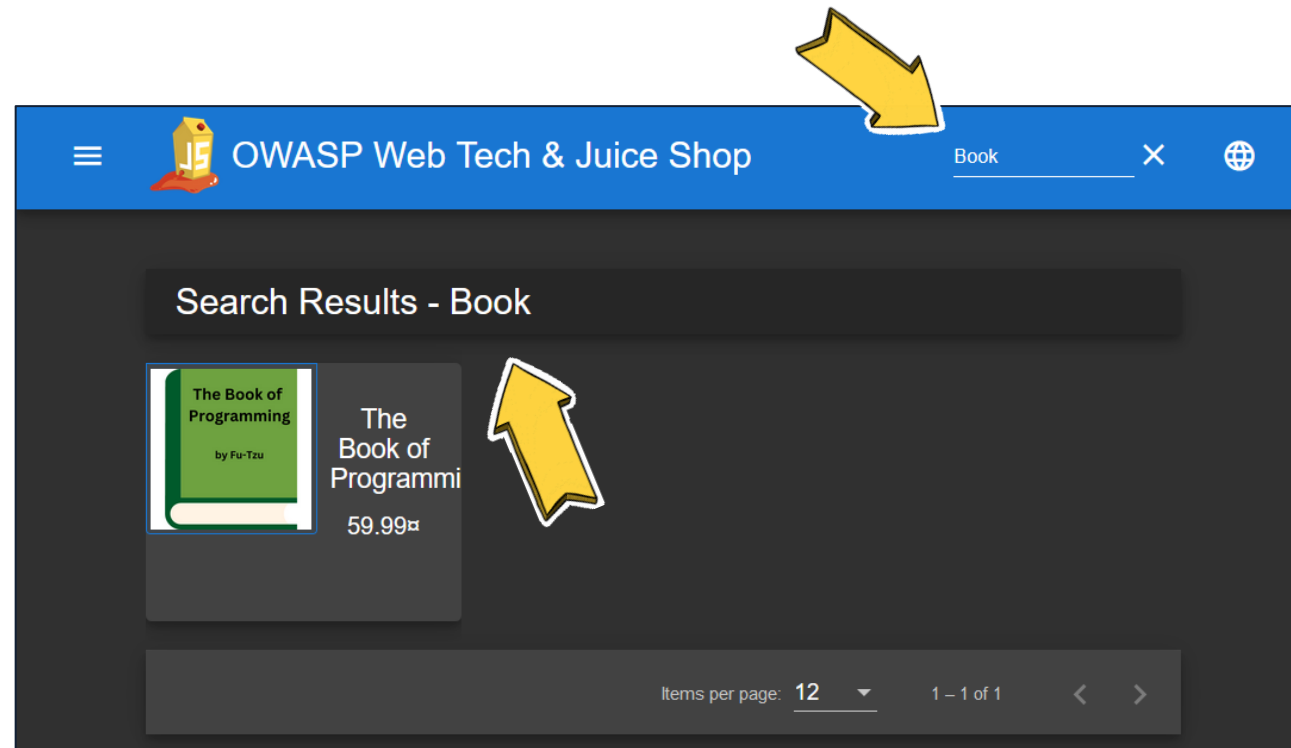 JS
OWASP Web Tech & Juice Shop
Book
Search Results - Book
The Book of
Programming
by Fu-Tzu
The
Book of
Programmi
59.99¤
Items per page: 12
1 – 1 of 1